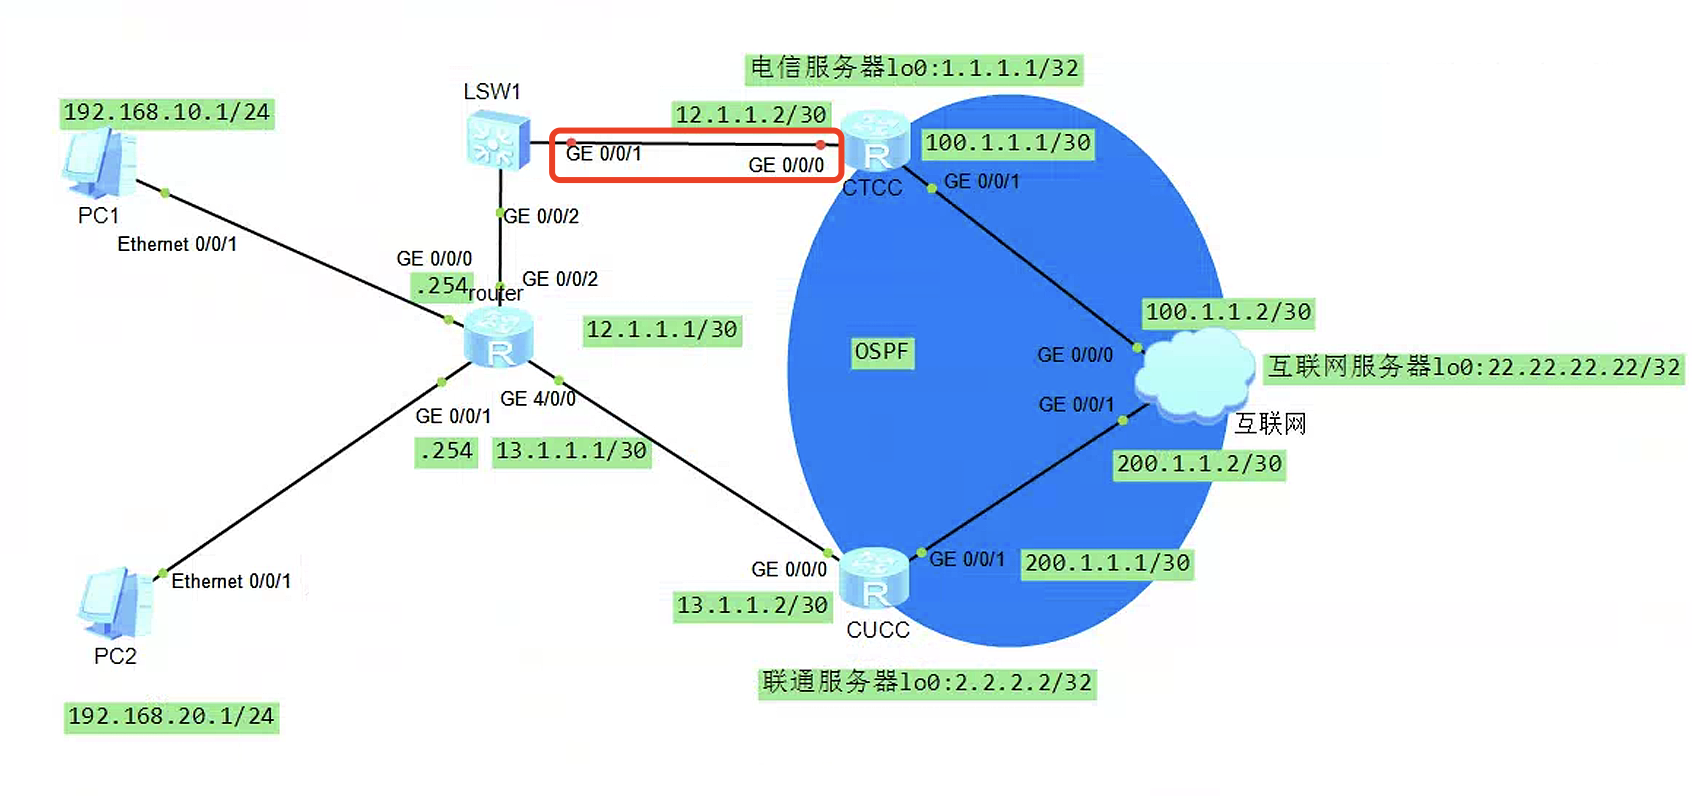 电信服务器lo0:1.1.1.1/32
LSW1
192.168.10.1/24
12.1.1.2/30
100.1.1.1/30
GE 0/0/1
GE 0/0/0
R
CTCC
GE 0/0/1
PC1
GE 0/0/2
Ethernet 0/0/1
GE 0/0/0
GE 0/0/2
.254
router
100.1.1.2/30
12.1.1.1/30
R
OSPF
GE 0/0/0
互联网服务器lo0:22.22.22.22/32
GE 4/0/0
GE 0/0/1
GE 0/0/1
互联网
.254
13.1.1.1/30
200.1.1.2/30
GE 0/0/0
GE 0/0/1
200.1.1.1/30
Ethernet 0/0/1
R
13.1.1.2/30
CUCC
PC2
联通服务器lo0:2.2.2.2/32
192.168.20.1/24